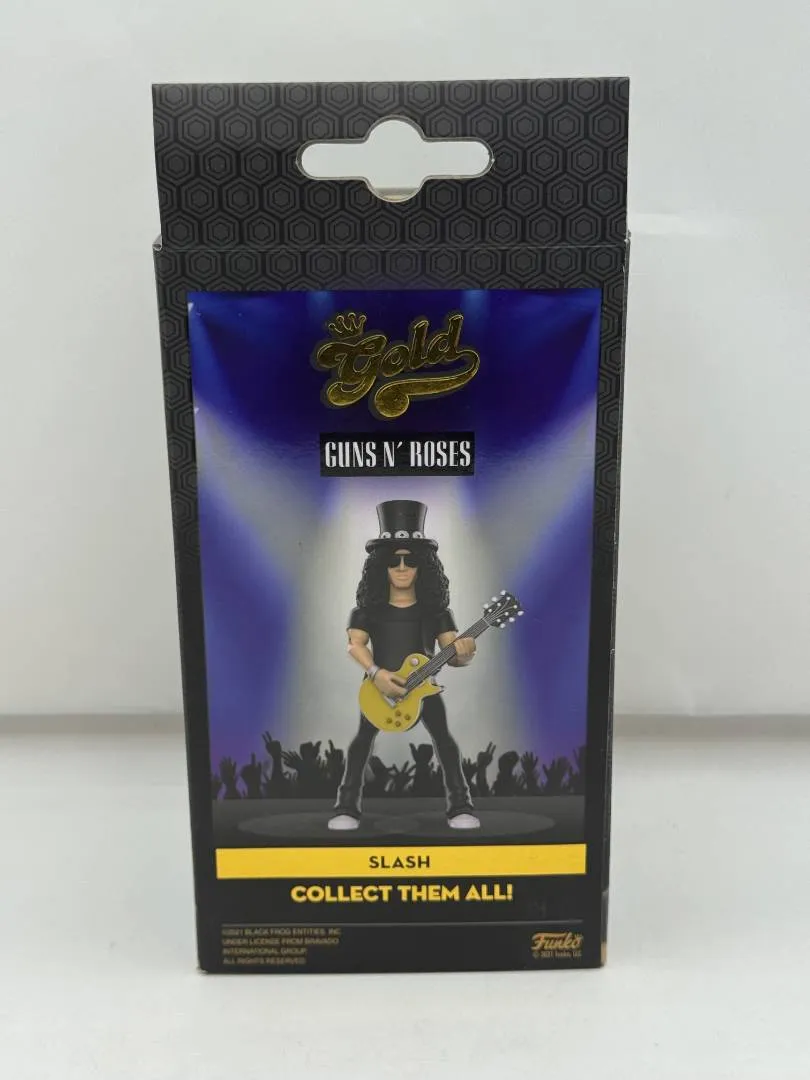 Gold
GUNS N' ROSES
SLASH
COLLECT THEM ALL!
©2021 BLACK FROG ENTITIES, INC.
UNDER LICENSE FROM BRAVADO
INTERNATIONAL GROUP.
ALL RIGHTS RESERVED.
Funko
© 2021 Funko, LLC